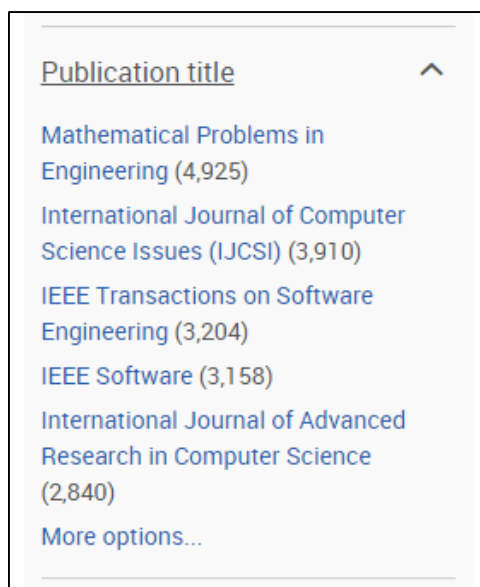 Publication title
Mathematical Problems in
Engineering (4,925)
International Journal of Computer
Science Issues (IJCSI) (3,910)
IEEE Transactions on Software
Engineering (3,204)
IEEE Software (3,158)
International Journal of Advanced
Research in Computer Science
(2,840)
More options...